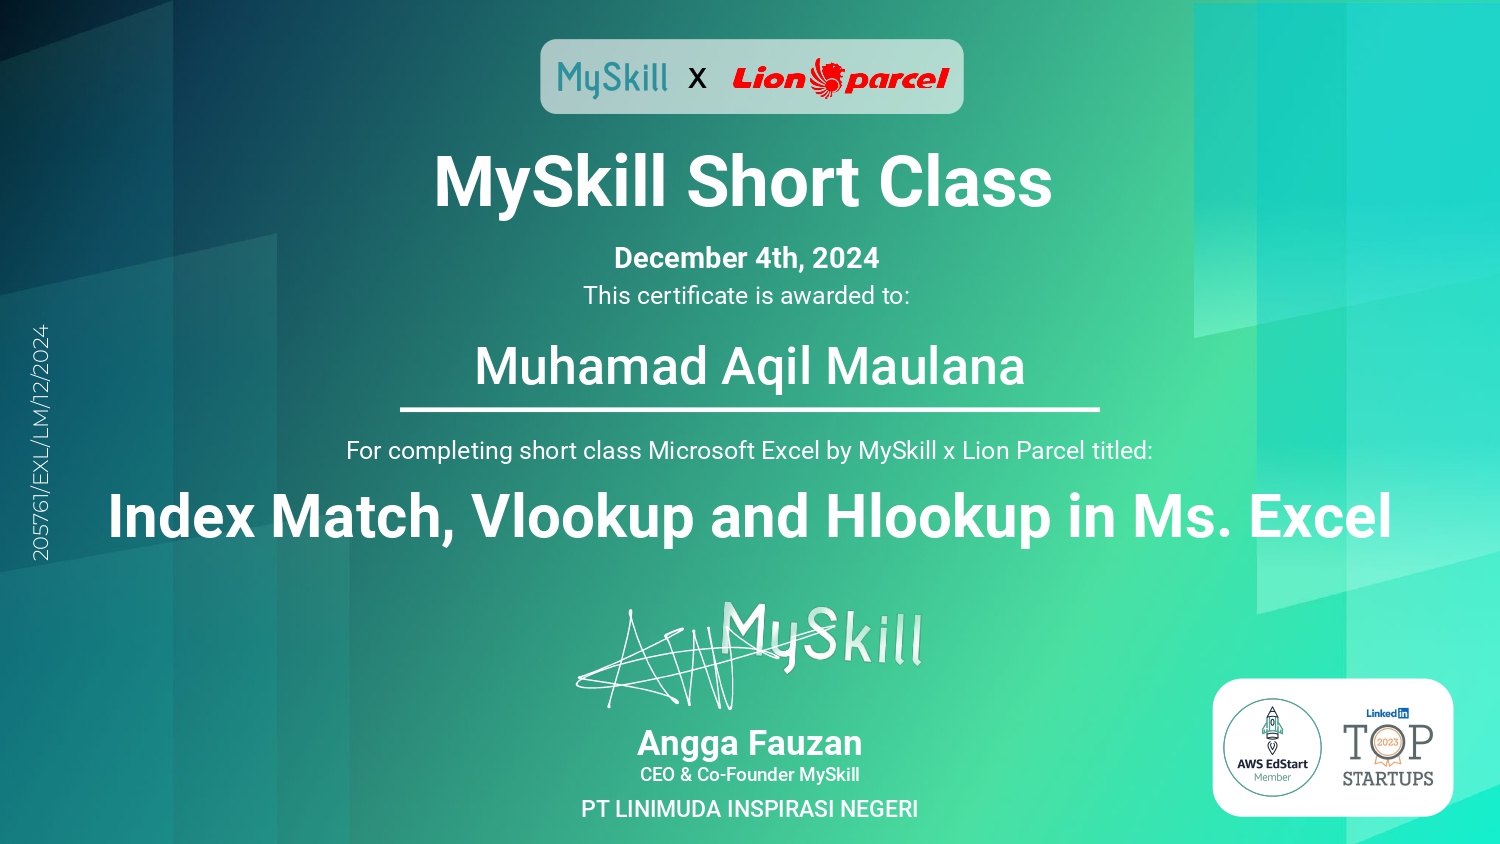 MySkill X Lion parcel
MySkill Short Class
December 4th, 2024
This certificate is awarded to:
Muhamad Aqil Maulana
For completing short class Microsoft Excel by MySkill x Lion Parcel titled:
Index Match, Vlookup and Hlookup in Ms. Excel
205761/EXL/LM/12/2024
MySkill
Angga Fauzan
CEO & Co-Founder MySkill
PT LINIMUDA INSPIRASI NEGERI
AWS EdStart
Member
Linked in
TOP
2023
STARTUPS